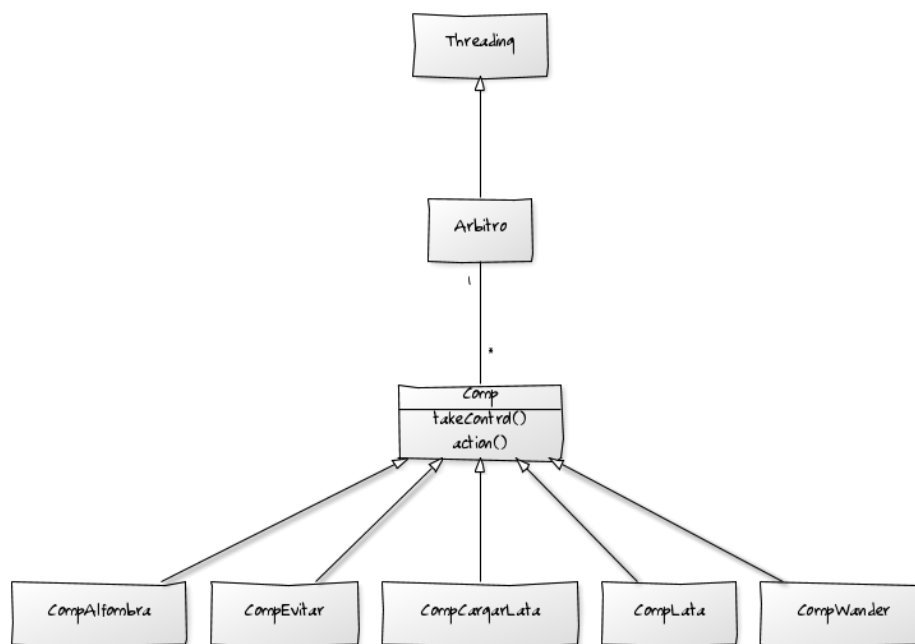 Threading
Arbitro
1
*
Comp
takeControl()
action()
CompAlfombra
CompEvitar
CompCargarLata
CompLata
CompWander